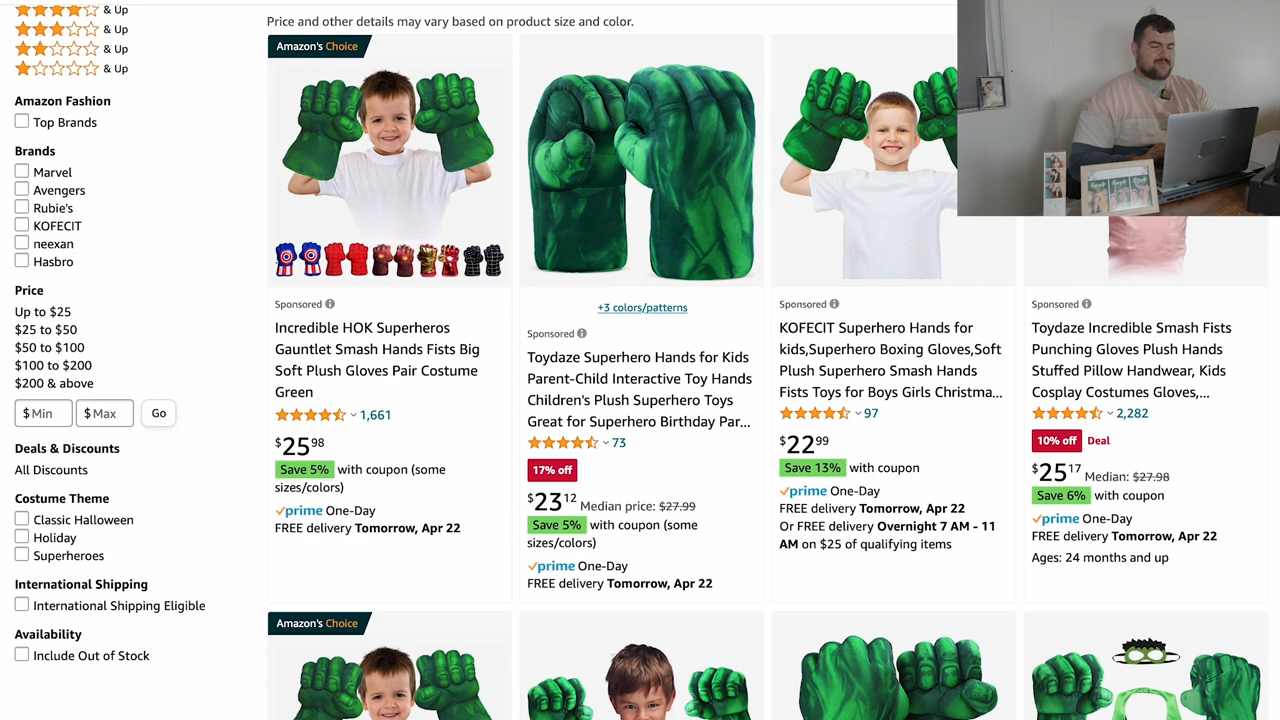 Price and other details may vary based on product size and color.
& Up
& Up
& Up
& Up
Amazon Fashion
Top Brands
Brands
Marvel
Avengers
Rubie's
KOFECIT
neexan
Hasbro
Price
Up to $25
$25 to $50
$50 to $100
$100 to $200
$200 & above
$ Min
$ Max
Go
Deals & Discounts
All Discounts
Costume Theme
Classic Halloween
Holiday
Superheroes
International Shipping
International Shipping Eligible
Availability
Include Out of Stock
Amazon's Choice
Sponsored
Incredible HOK Superheros
Gauntlet Smash Hands Fists Big
Soft Plush Gloves Pair Costume
Green
1,661
$25 98
Save 5% with coupon (some
sizes/colors)
prime One-Day
FREE delivery Tomorrow, Apr 22
+3 colors/patterns
Sponsored
Toydaze Superhero Hands for Kids
Parent-Child Interactive Toy Hands
Children's Plush Superhero Toys
Great for Superhero Birthday Par...
73
17% off
$23 12 Median price: $27.99
Save 5% with coupon (some
sizes/colors)
prime One-Day
FREE delivery Tomorrow, Apr 22
Sponsored
KOFECIT Superhero Hands for
kids,Superhero Boxing Gloves,Soft
Plush Superhero Smash Hands
Fists Toys for Boys Girls Christma...
97
$22 99
Save 13% with coupon
prime One-Day
FREE delivery Tomorrow, Apr 22
Or FREE delivery Overnight 7 AM - 11
AM on $25 of qualifying items
Sponsored
Toydaze Incredible Smash Fists
Punching Gloves Plush Hands
Stuffed Pillow Handwear, Kids
Cosplay Costumes Gloves,...
2,282
10% off Deal
$25 17 Median: $27.98
Save 6% with coupon
prime One-Day
FREE delivery Tomorrow, Apr 22
Ages: 24 months and up
Amazon's Choice